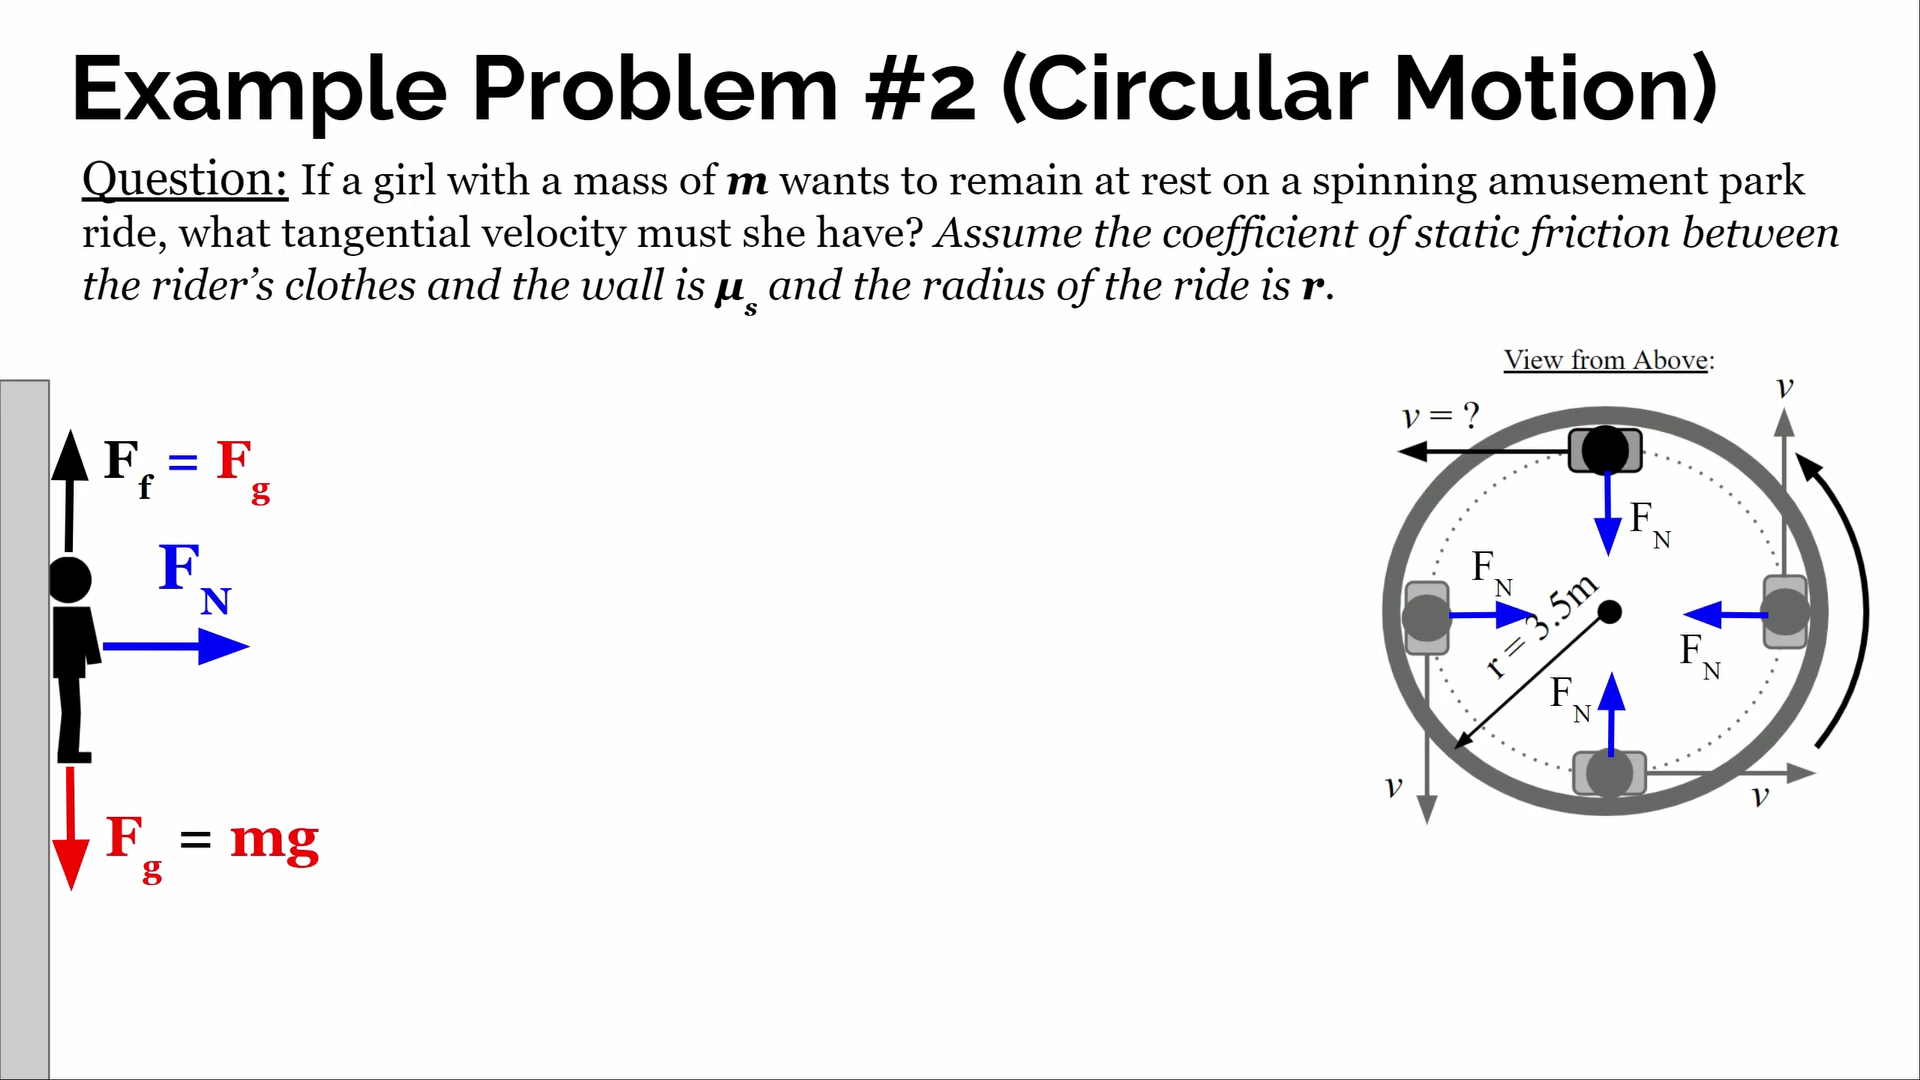 Example Problem #2 (Circular Motion)
Question: If a girl with a mass of m wants to remain at rest on a spinning amusement park
ride, what tangential velocity must she have? Assume the coefficient of static friction between
the rider’s clothes and the wall is μs and the radius of the ride is r.
View from Above:
v
v = ?
Ff = Fg
FN
FN
FN
r = 3.5m
FN
FN
v
v
Fg = mg